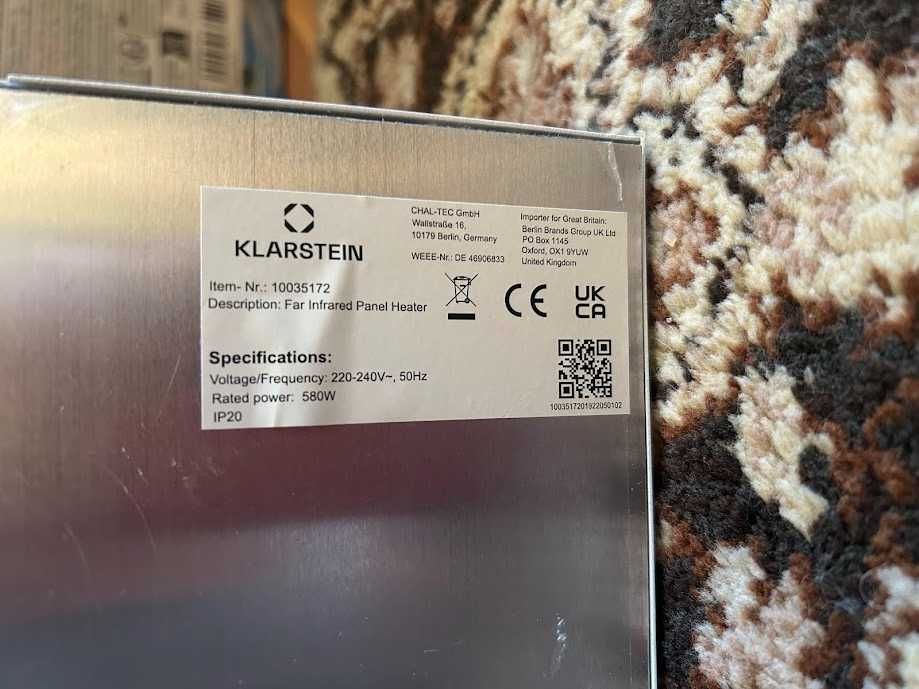 KLARSTEIN
CHAL-TEC GmbH
Wallstraße 16,
10179 Berlin, Germany
WEEE-Nr.: DE 46906833
Importer for Great Britain:
Berlin Brands Group UK Ltd
PO Box 1145
Oxford, OX1 9YUW
United Kingdom
Item- Nr.: 10035172
Description: Far Infrared Panel Heater
CE
UK
CA
Specifications:
Voltage/Frequency: 220-240V~, 50Hz
Rated power: 580W
IP20
1003517201922050102